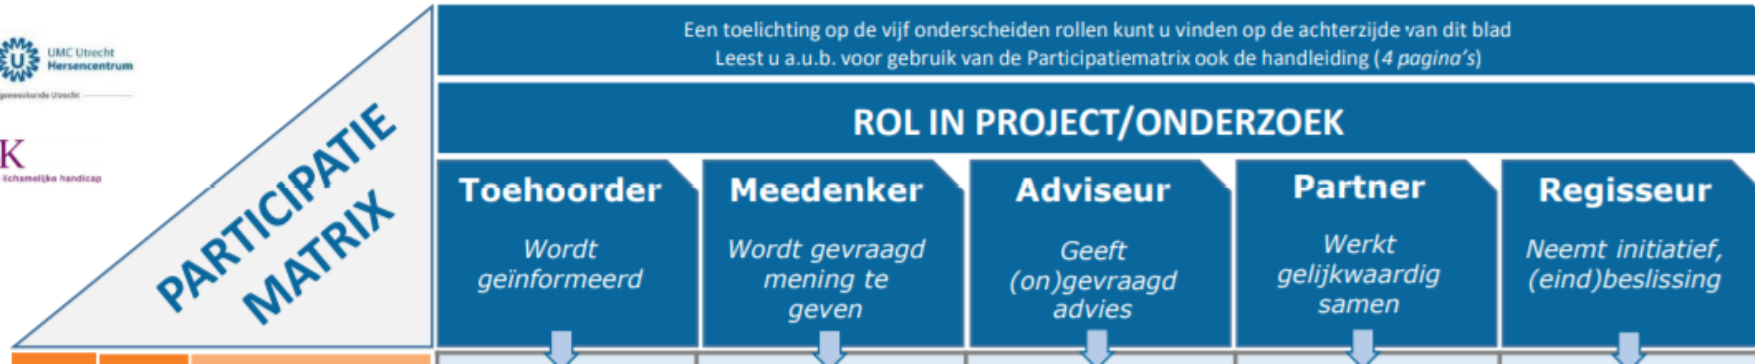 UMC Utrecht
Hersencentrum
geneeskunde Utrecht
K
lichamelijke handicap
PARTICIPATIE
MATRIX
Een toelichting op de vijf onderscheiden rollen kunt u vinden op de achterzijde van dit blad
Leest u a.u.b. voor gebruik van de Participatiematrix ook de handleiding (4 pagina's)
ROL IN PROJECT/ONDERZOEK
Toehoorder
Wordt
geïnformeerd
Meedenker
Wordt gevraagd
mening te
geven
Adviseur
Geeft
(on)gevraagd
advies
Partner
Werkt
gelijkwaardig
samen
Regisseur
Neemt initiatief,
(eind)beslissing